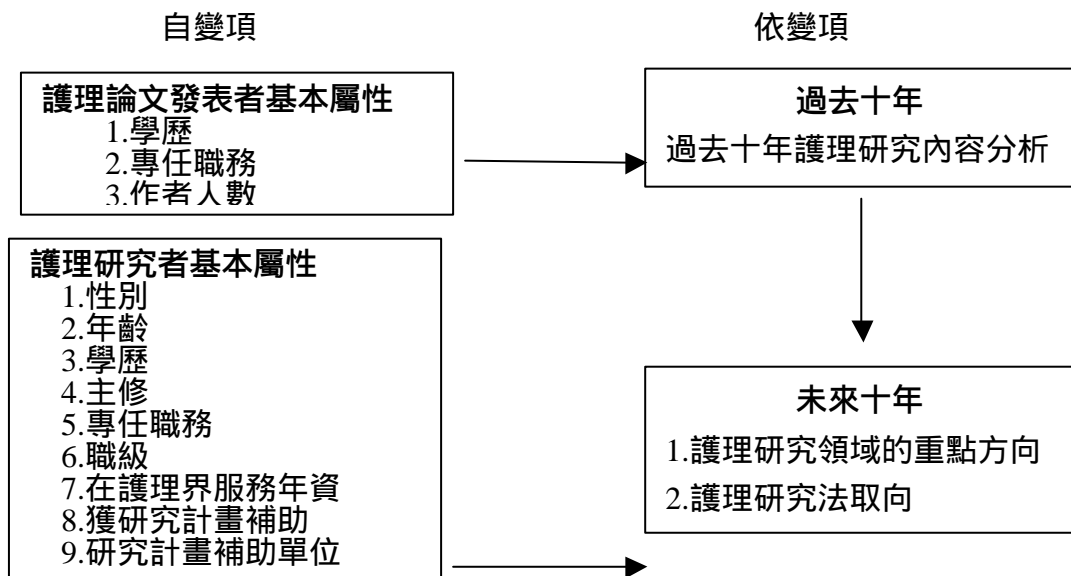 自變項
依變項
護理論文發表者基本屬性
1.學歷
2.專任職務
3.作者人數
過去十年
過去十年護理研究內容分析
護理研究者基本屬性
1.性別
2.年齡
3.學歷
4.主修
5.專任職務
6.職級
7.在護理界服務年資
8.獲研究計畫補助
9.研究計畫補助單位
未來十年
1.護理研究領域的重點方向
2.護理研究法取向